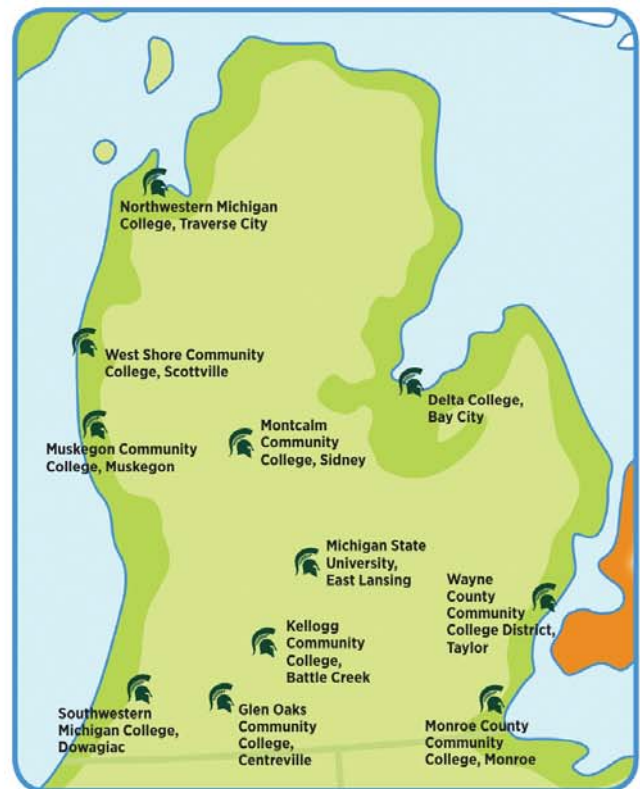 Northwestern Michigan
College, Traverse City
West Shore Community
College, Scottville
Delta College,
Bay City
Muskegon Community
College, Muskegon
Montcalm
Community
College, Sidney
Michigan State
University,
East Lansing
Wayne
County
Community
College District,
Taylor
Kellogg
Community
College,
Battle Creek
Southwestern
Michigan College,
Dowagiac
Glen Oaks
Community
College,
Centreville
Monroe County
Community
College, Monroe